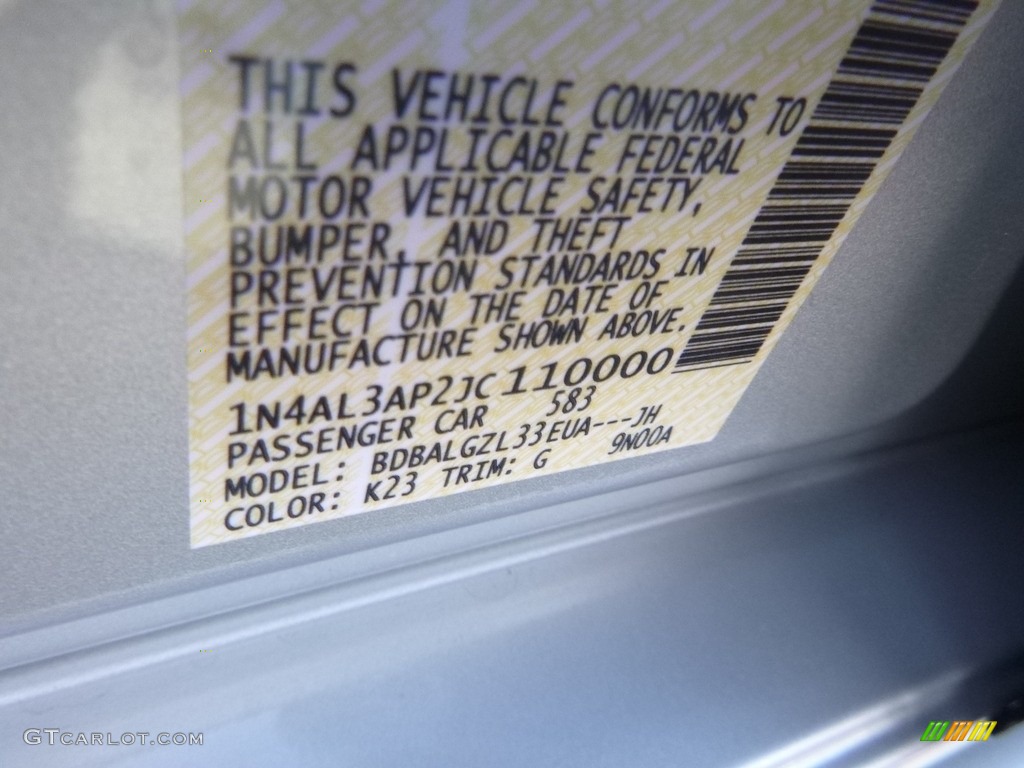 THIS VEHICLE CONFORMS TO
ALL APPLICABLE FEDERAL
MOTOR VEHICLE SAFETY,
BUMPER, AND THEFT
PREVENTION STANDARDS IN
EFFECT ON THE DATE OF
MANUFACTURE SHOWN ABOVE.
1N4AL3AP2JC110000
PASSENGER CAR 583
MODEL: BDBALGZL33EUA---JH
COLOR: K23 TRIM: G 9N00A
GTCARLOT.COM